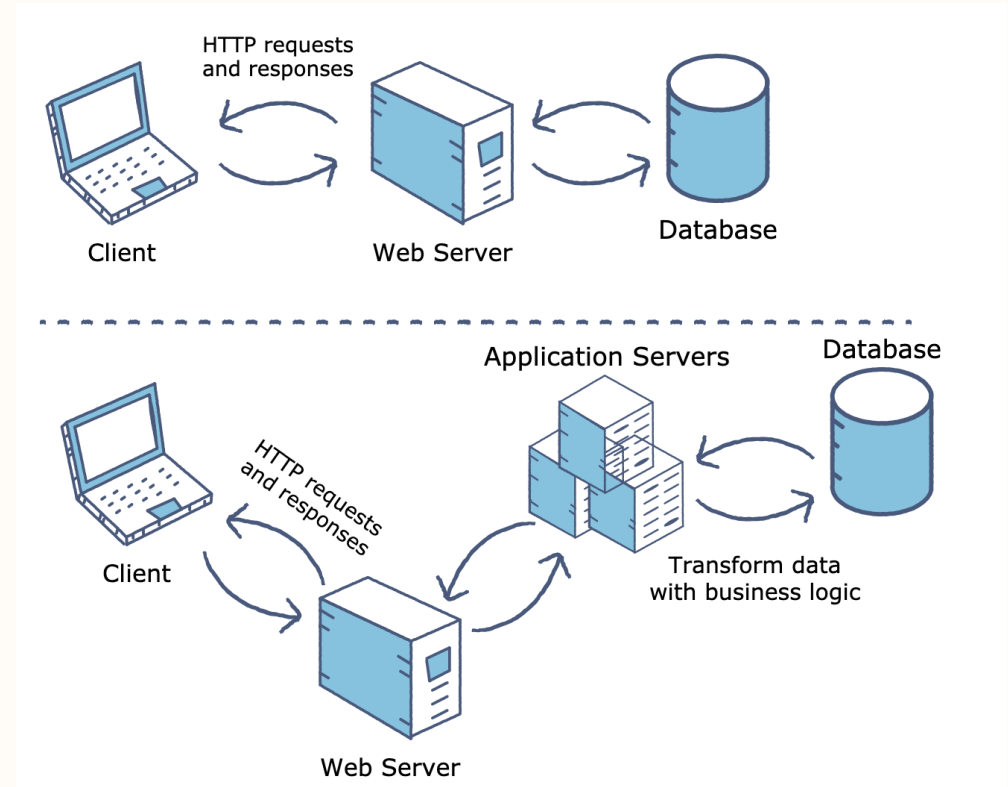 HTTP requests
and responses
Client
Web Server
Database
Application Servers
Database
HTTP requests
and responses
Client
Transform data
with business logic
Web Server